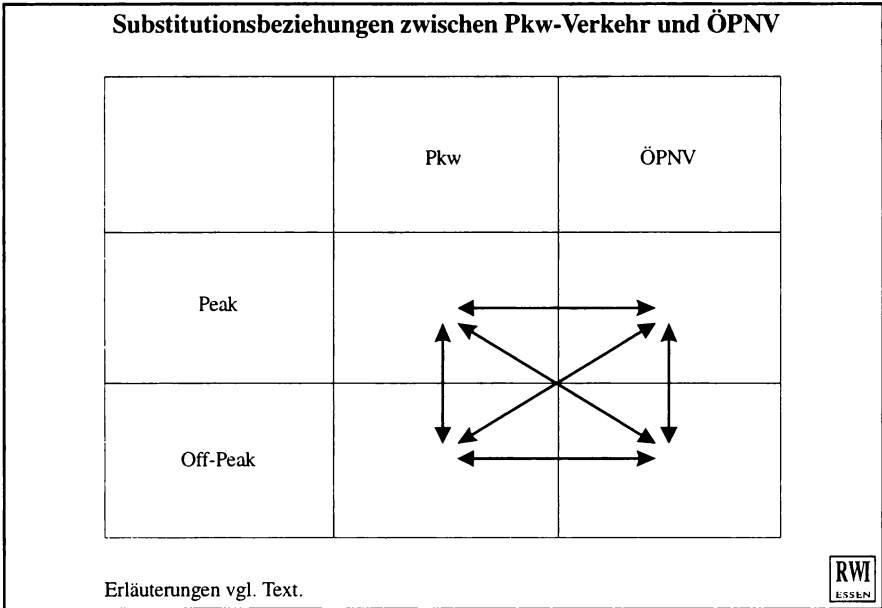 Substitutionsbeziehungen zwischen Pkw-Verkehr und ÖPNV
Pkw ÖPNV
Peak
Off-Peak
Erläuterungen vgl. Text.
RWI
ESSEN